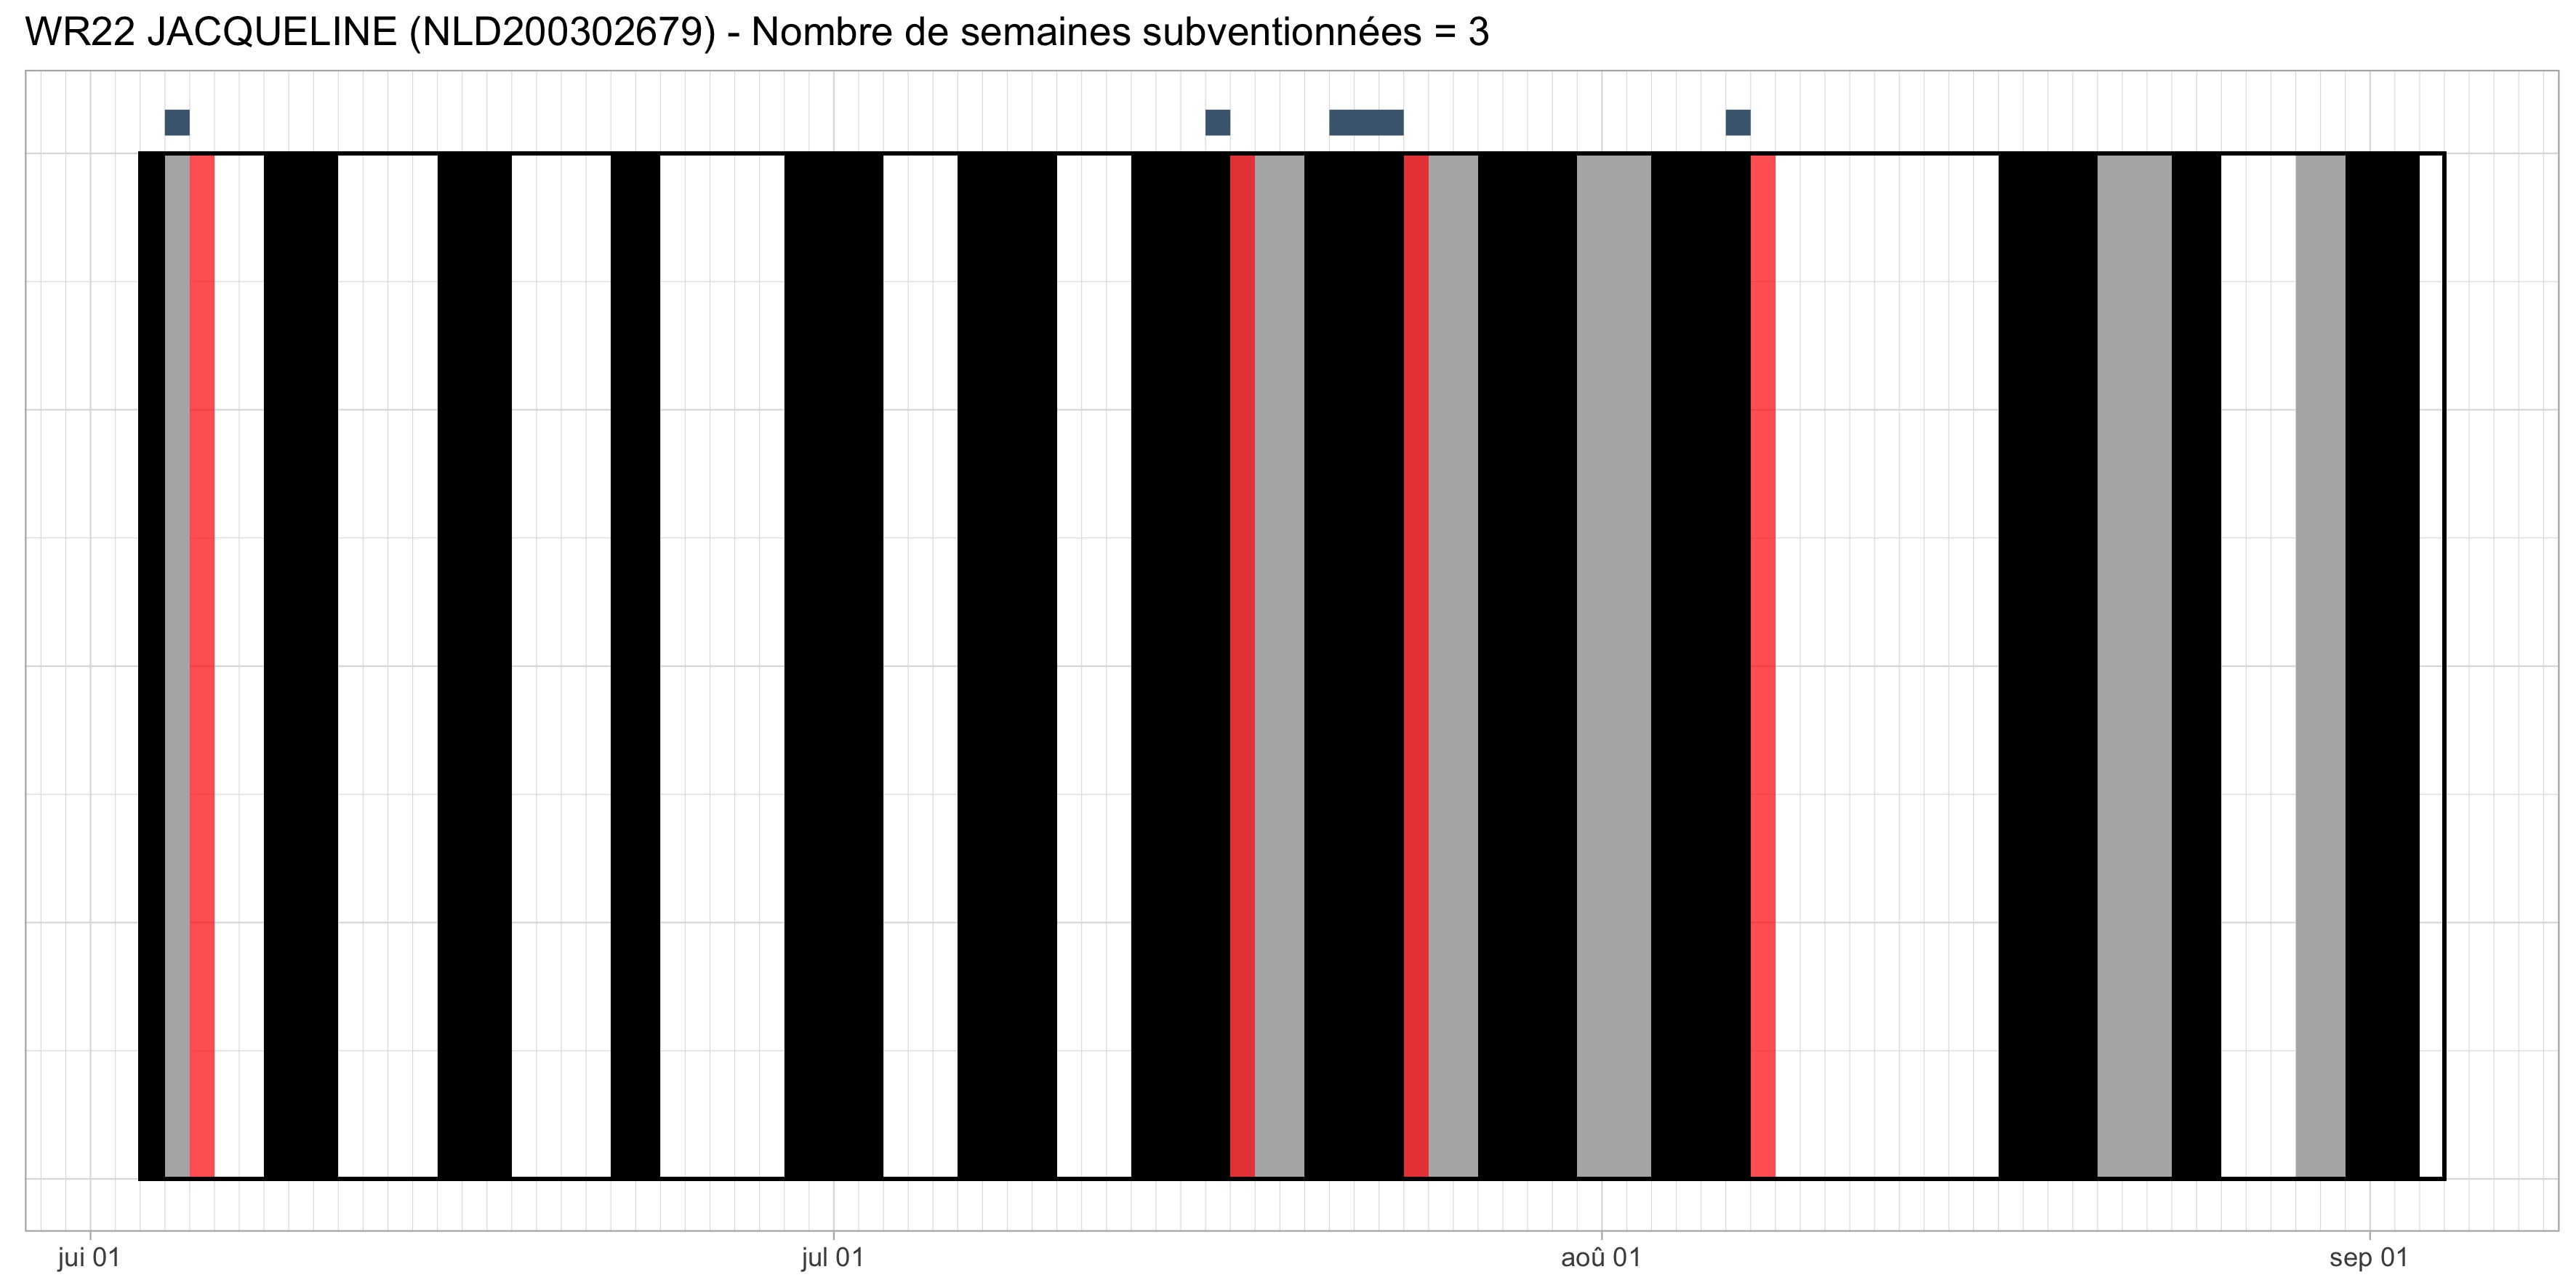 WR22 JACQUELINE (NLD200302679) - Nombre de semaines subventionnées = 3
jui 01
jul 01
aoû 01
sep 01